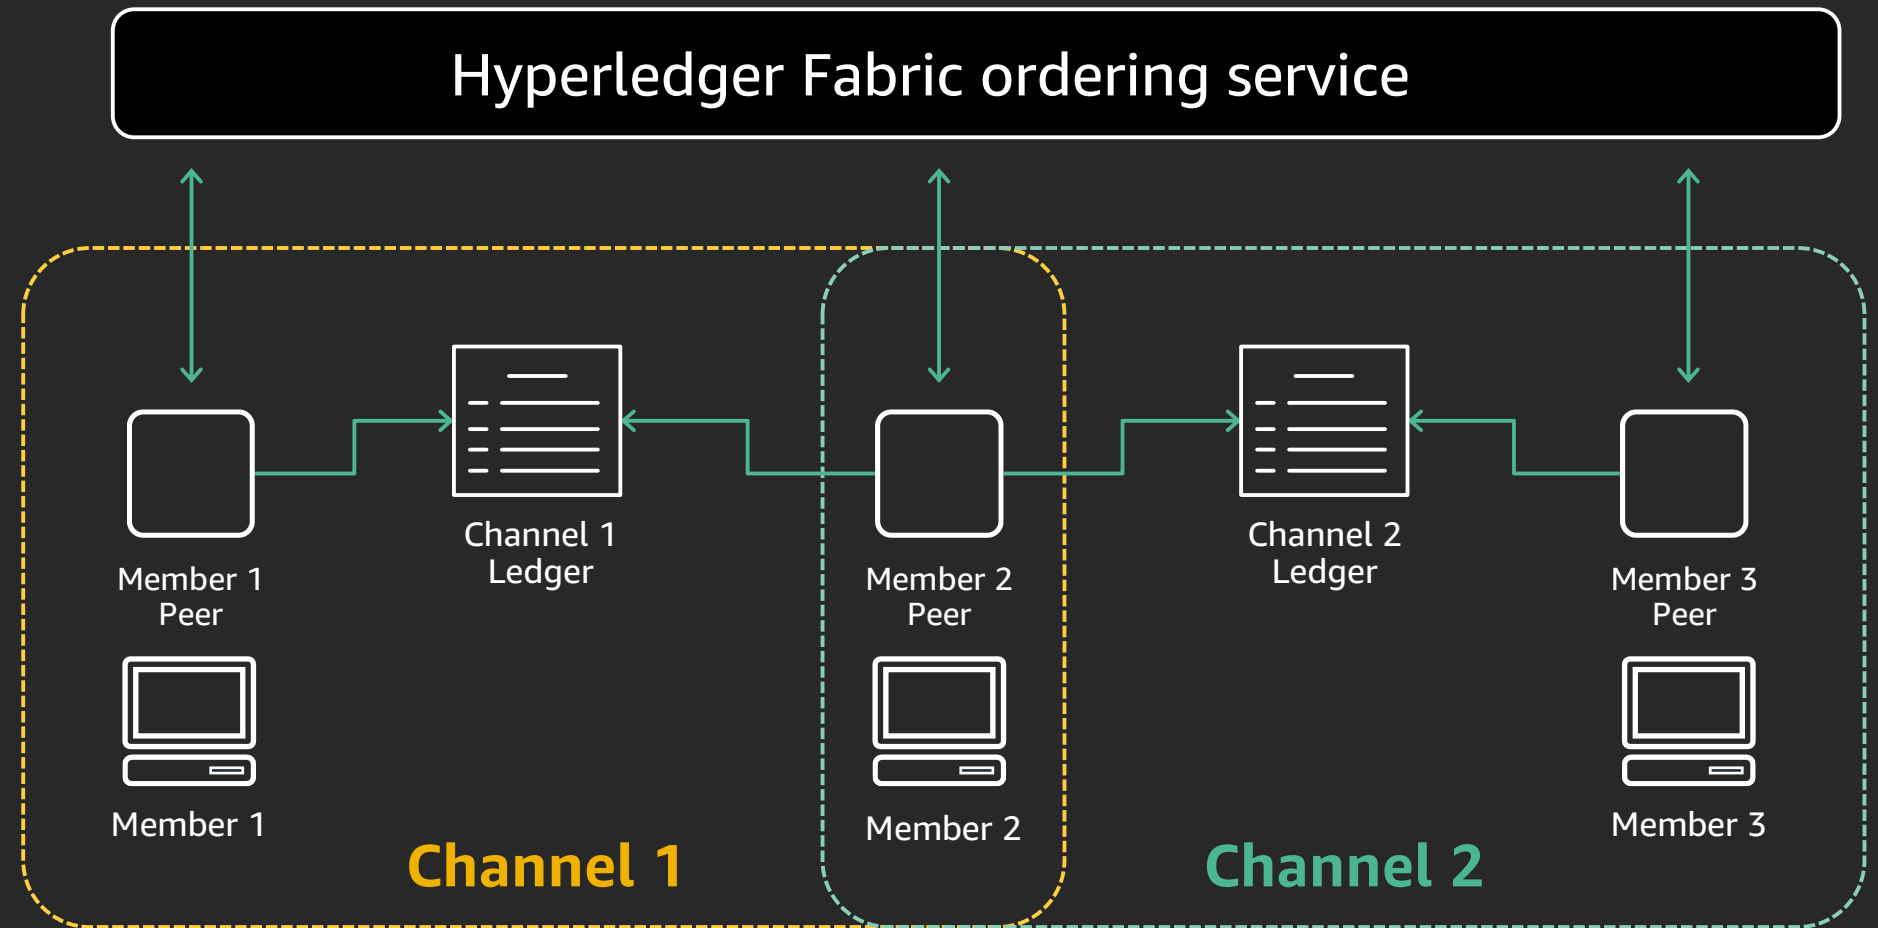 Hyperledger Fabric ordering service
Channel 1
Ledger
Channel 2
Ledger
Member 1
Peer
Member 2
Peer
Member 3
Peer
Member 1
Member 2
Member 3
Channel 1
Channel 2